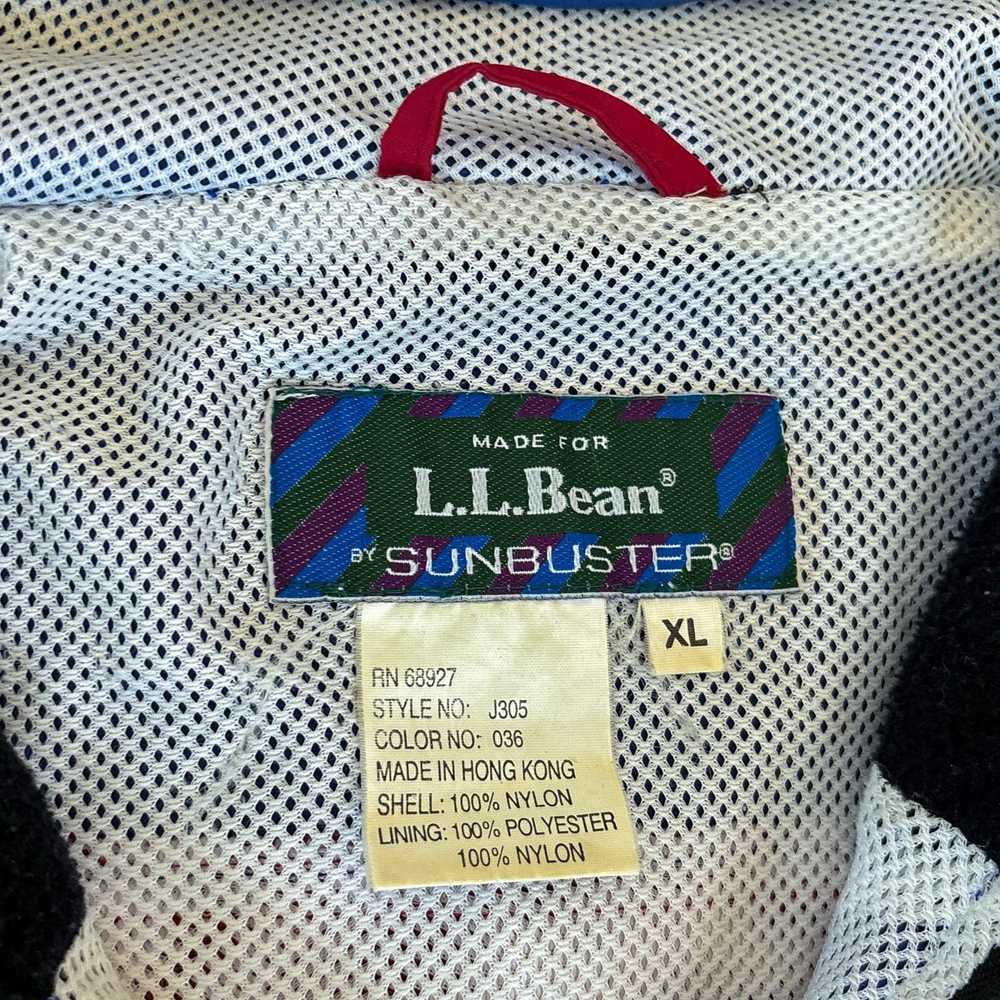 MADE FOR
L.L.Bean®
BY SUNBUSTER®
XL
RN 68927
STYLE NO: J305
COLOR NO: 036
MADE IN HONG KONG
SHELL: 100% NYLON
LINING: 100% POLYESTER
100% NYLON